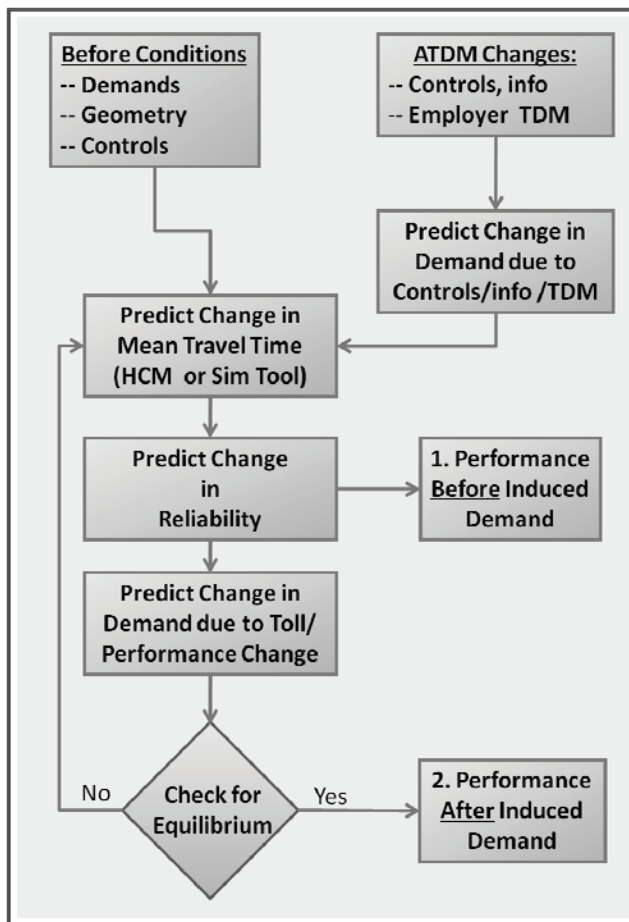 Before Conditions
-- Demands
-- Geometry
-- Controls
ATDM Changes:
-- Controls, info
-- Employer TDM
Predict Change in
Demand due to
Controls/info /TDM
Predict Change in
Mean Travel Time
(HCM or Sim Tool)
Predict Change
in
Reliability
1. Performance
Before Induced
Demand
Predict Change in
Demand due to Toll/
Performance Change
No
Check for
Equilibrium
Yes
2. Performance
After Induced
Demand